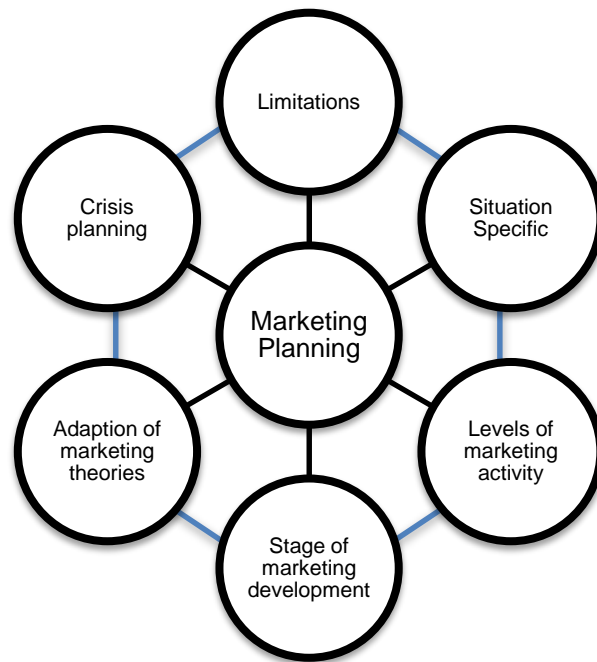 Limitations
Crisis
planning
Situation
Specific
Marketing
Planning
Adaption of
marketing
theories
Levels of
marketing
activity
Stage of
marketing
development